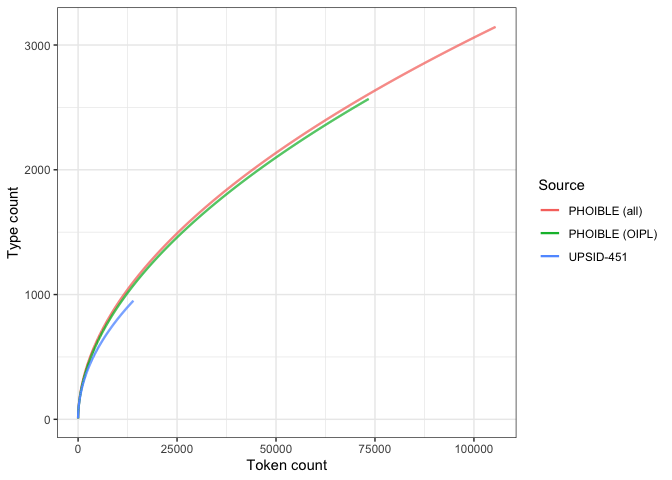 3000
2000
1000
0
Type count
0
25000
50000
75000
100000
Token count
Source
PHOIBLE (all)
PHOIBLE (OIPL)
UPSID-451